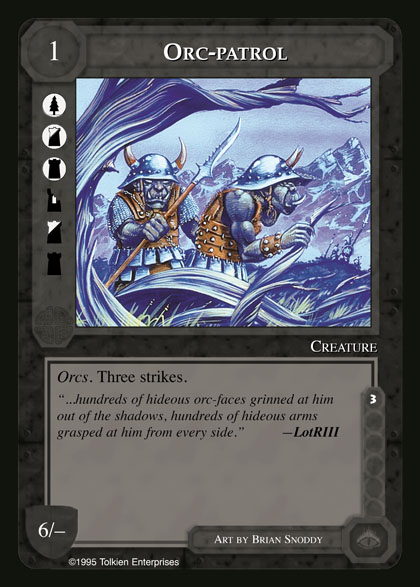 1
ORC-PATROL
CREATURE
Orcs. Three strikes.
“...hundreds of hideous orc-faces grinned at him
out of the shadows, hundreds of hideous arms
grasped at him from every side.” —LotRIII
3
6/–
ART BY BRIAN SNODDY
©1995 Tolkien Enterprises